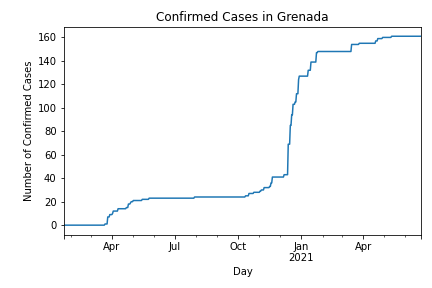 Confirmed Cases in Grenada
Number of Confirmed Cases
160
140
120
100
80
60
40
20
0
Apr Jul Oct Jan Apr
2021
Day